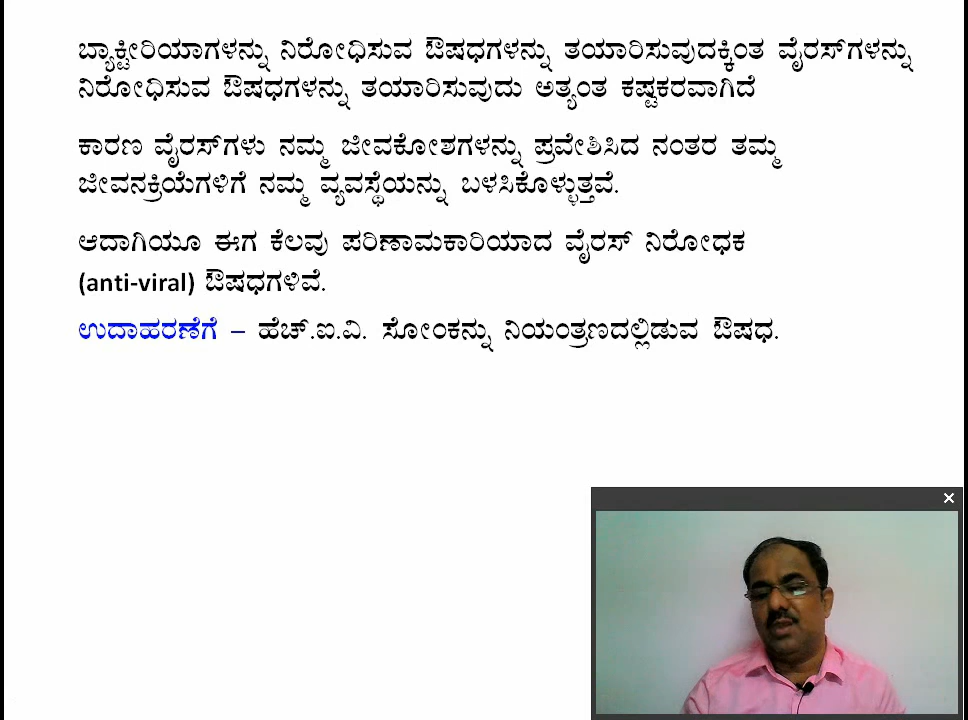 ಬ್ಯಾಕ್ಟೀರಿಯಾಗಳನ್ನು ನಿರೋಧಿಸುವ ಔಷಧಗಳನ್ನು ತಯಾರಿಸುವುದಕ್ಕಿಂತ ವೈರಸ್‌ಗಳನ್ನು
ನಿರೋಧಿಸುವ ಔಷಧಗಳನ್ನು ತಯಾರಿಸುವುದು ಅತ್ಯಂತ ಕಷ್ಟಕರವಾಗಿದೆ
ಕಾರಣ ವೈರಸ್‌ಗಳು ನಮ್ಮ ಜೀವಕೋಶಗಳನ್ನು ಪ್ರವೇಶಿಸಿದ ನಂತರ ತಮ್ಮ
ಜೀವನಕ್ರಿಯೆಗಳಿಗೆ ನಮ್ಮ ವ್ಯವಸ್ಥೆಯನ್ನು ಬಳಸಿಕೊಳ್ಳುತ್ತವೆ.
ಆದಾಗಿಯೂ ಈಗ ಕೆಲವು ಪರಿಣಾಮಕಾರಿಯಾದ ವೈರಸ್ ನಿರೋಧಕ
(anti-viral) ಔಷಧಗಳಿವೆ.
ಉದಾಹರಣೆಗೆ – ಹೆಚ್.ಐ.ವಿ. ಸೋಂಕನ್ನು ನಿಯಂತ್ರಣದಲ್ಲಿಡುವ ಔಷಧ.